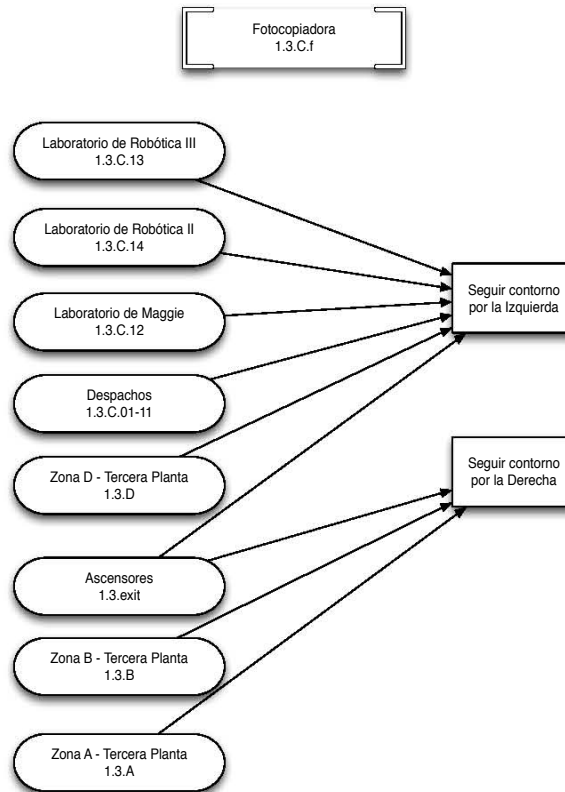 Fotocopiadora
1.3.C.f
Laboratorio de Robótica III
1.3.C.13
Laboratorio de Robótica II
1.3.C.14
Laboratorio de Maggie
1.3.C.12
Despachos
1.3.C.01-11
Zona D - Tercera Planta
1.3.D
Ascensores
1.3.exit
Zona B - Tercera Planta
1.3.B
Zona A - Tercera Planta
1.3.A
Seguir contorno
por la Izquierda
Seguir contorno
por la Derecha